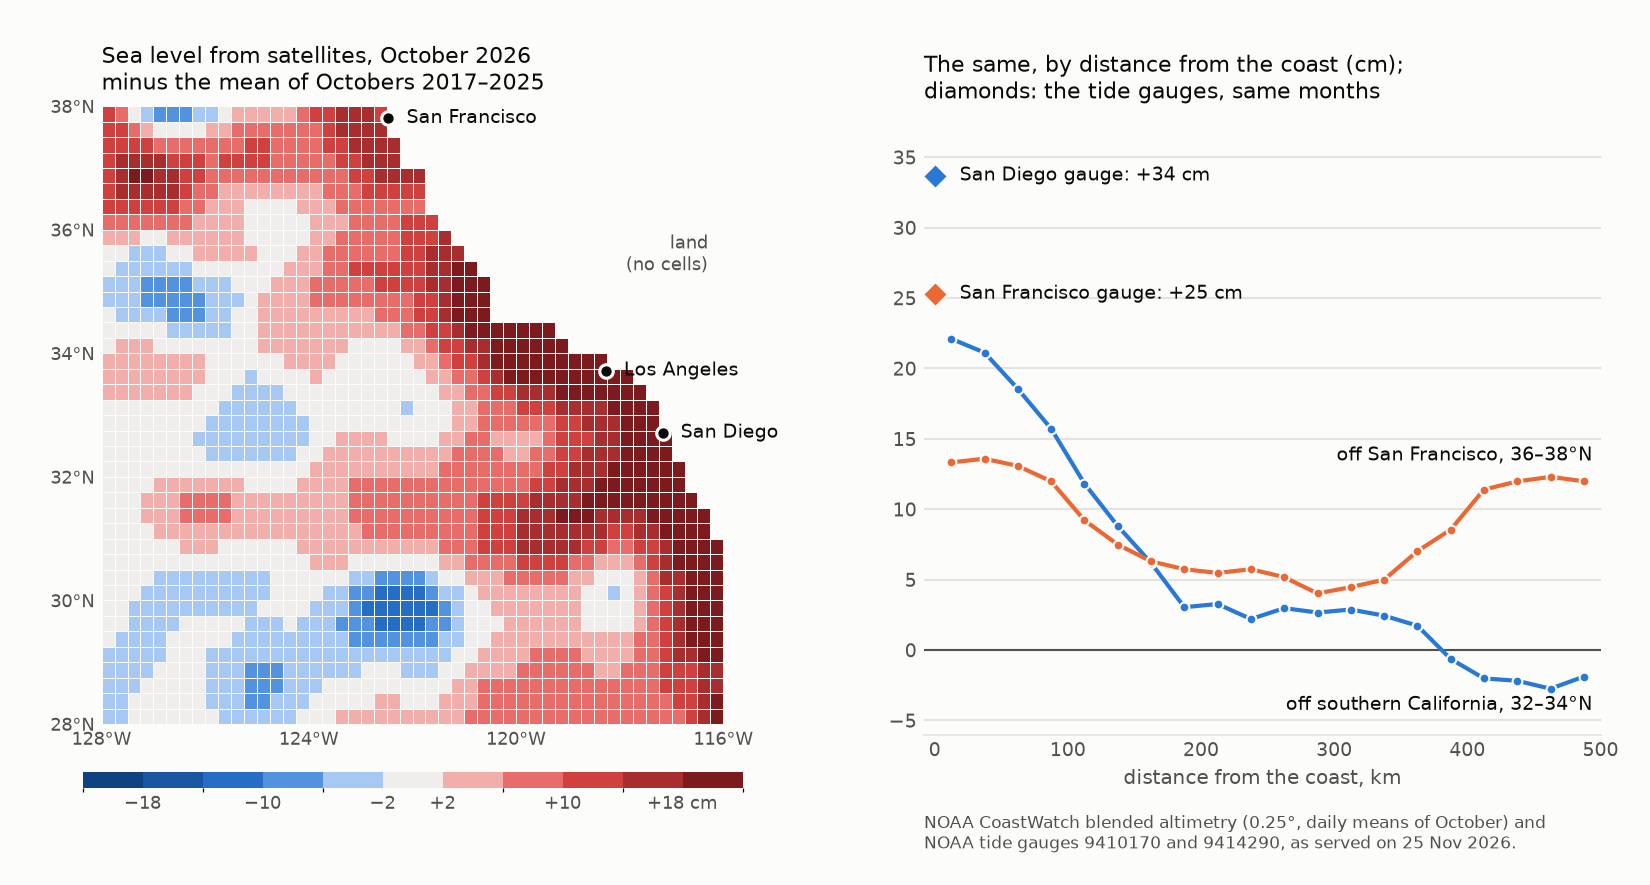 Sea level from satellites, October 2026
minus the mean of Octobers 2017–2025
38°N
36°N
34°N
32°N
30°N
28°N
128°W
124°W
120°W
116°W
San Francisco
land
(no cells)
Los Angeles
San Diego
−18
−10
−2
+2
+10
+18 cm
The same, by distance from the coast (cm);
diamonds: the tide gauges, same months
35
30
25
20
15
10
5
0
−5
San Diego gauge: +34 cm
San Francisco gauge: +25 cm
off San Francisco, 36–38°N
off southern California, 32–34°N
0
100
200
300
400
500
distance from the coast, km
NOAA CoastWatch blended altimetry (0.25°, daily means of October) and
NOAA tide gauges 9410170 and 9414290, as served on 25 Nov 2026.